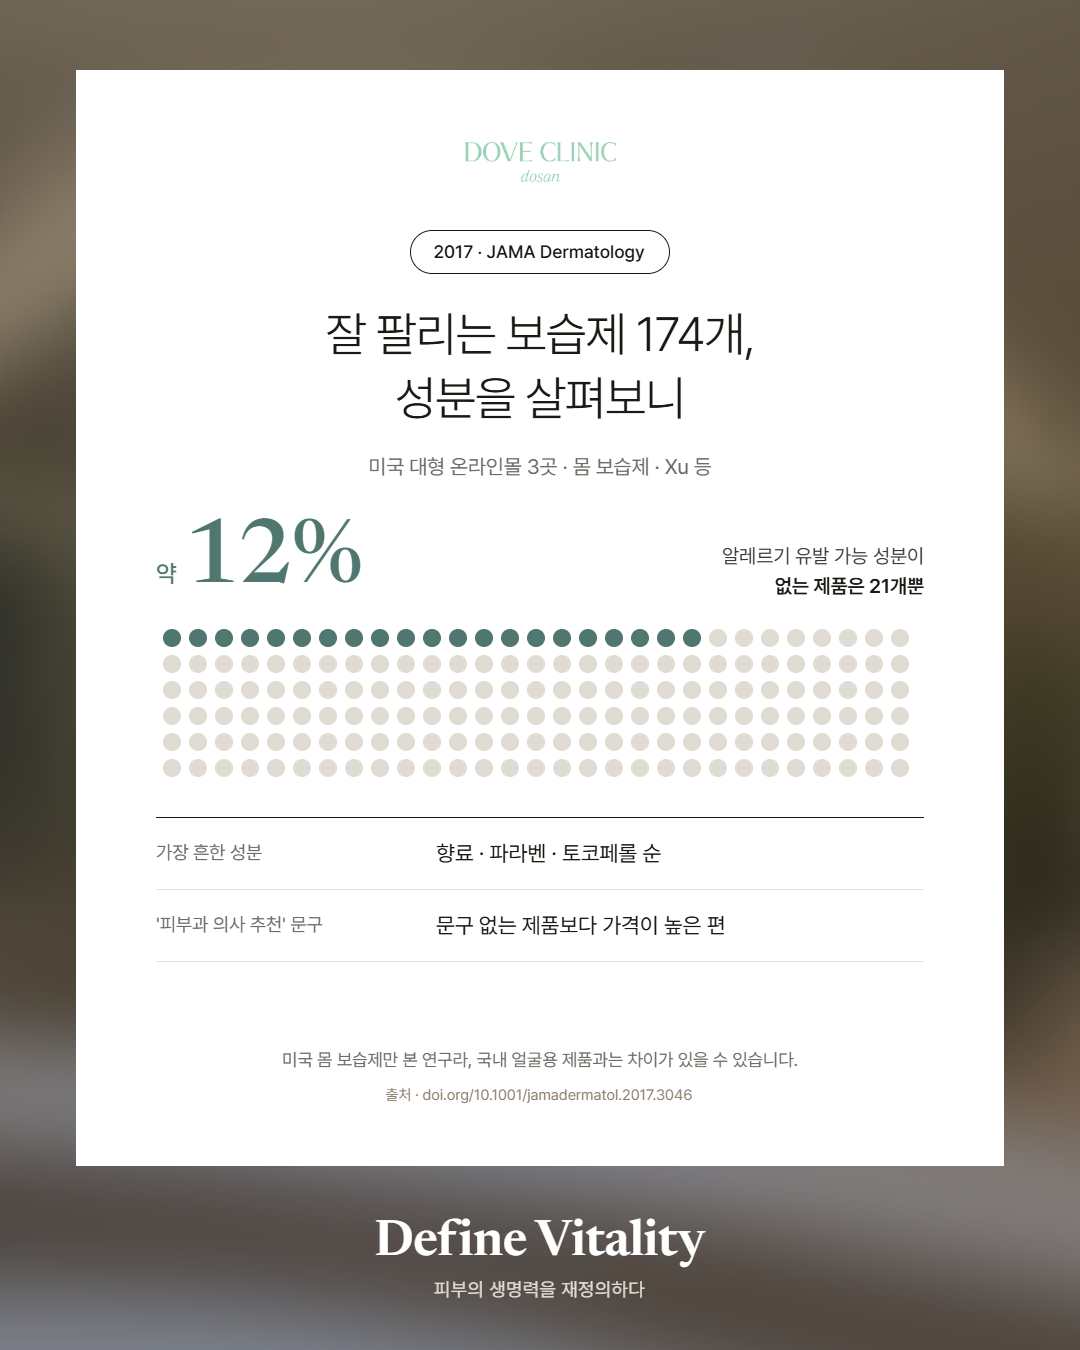 DOVE CLINIC
dosan
2017 · JAMA Dermatology
잘 팔리는 보습제 174개,
성분을 살펴보니
미국 대형 온라인몰 3곳 · 몸 보습제 · Xu 등
약 12%
알레르기 유발 가능 성분이
없는 제품은 21개뿐
가장 흔한 성분
향료 · 파라벤 · 토코페롤 순
'피부과 의사 추천' 문구
문구 없는 제품보다 가격이 높은 편
미국 몸 보습제만 본 연구라, 국내 얼굴용 제품과는 차이가 있을 수 있습니다.
출처 · doi.org/10.1001/jamadermatol.2017.3046
Define Vitality
피부의 생명력을 재정의하다